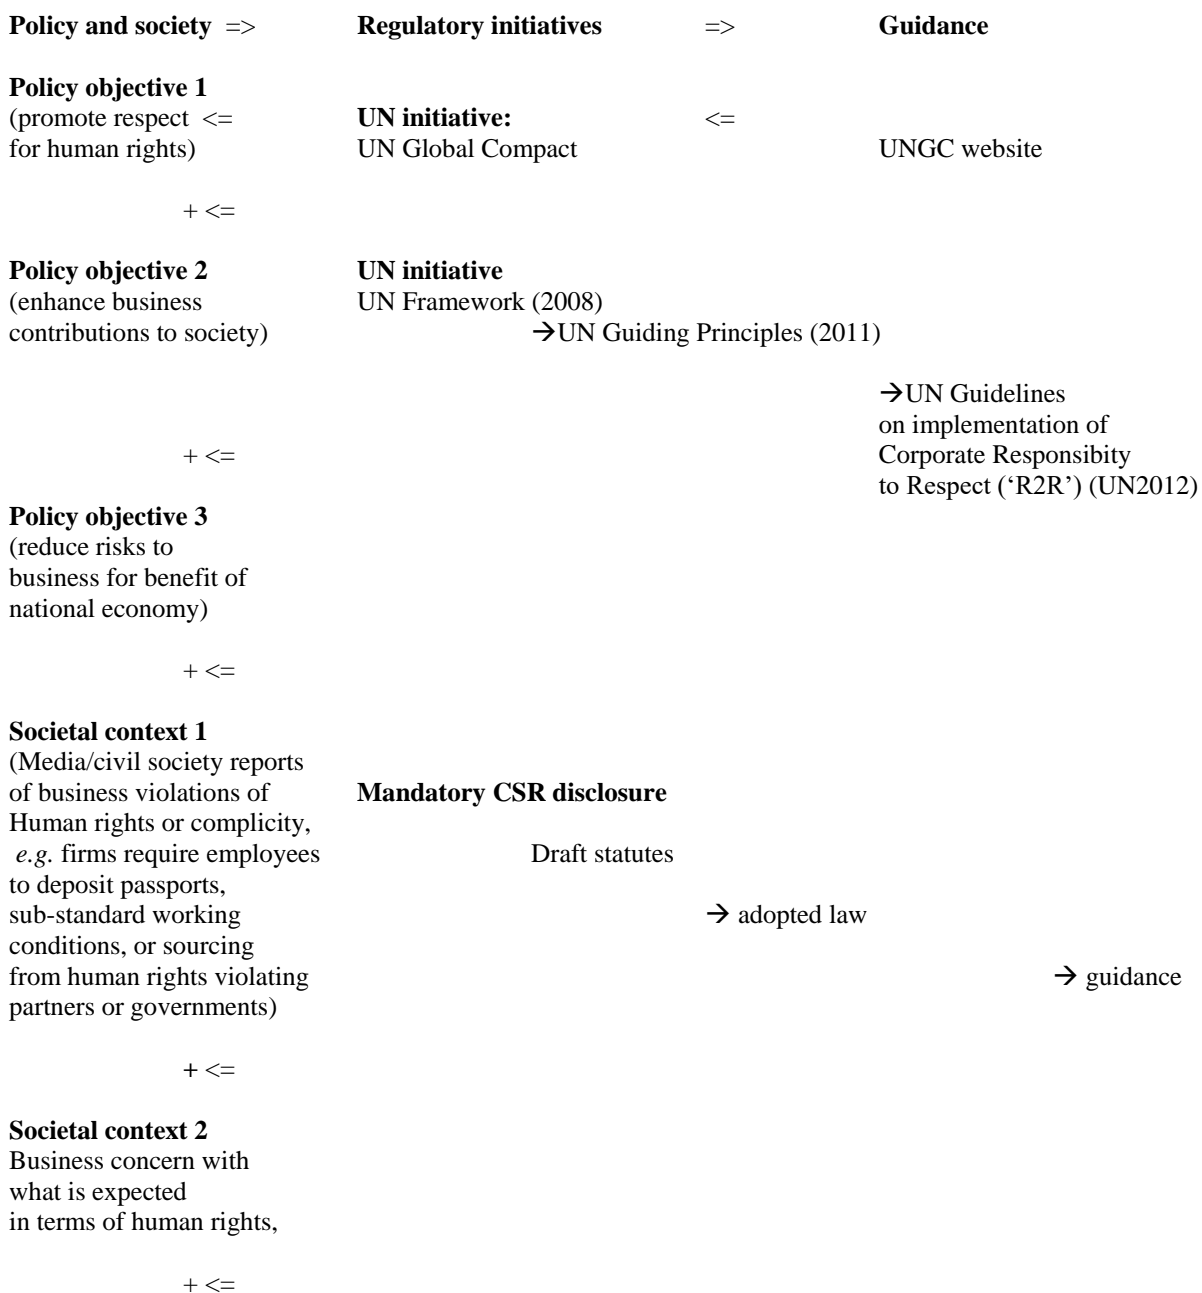 Policy and society => Regulatory initiatives => Guidance
Policy objective 1
(promote respect <= UN initiative: <=
for human rights) UN Global Compact UNGC website
+ <=
Policy objective 2 UN initiative
(enhance business UN Framework (2008)
contributions to society) →UN Guiding Principles (2011)
→UN Guidelines
on implementation of
+ <= Corporate Responsibity
to Respect (‘R2R’) (UN2012)
Policy objective 3
(reduce risks to
business for benefit of
national economy)
+ <=
Societal context 1
(Media/civil society reports
of business violations of Mandatory CSR disclosure
Human rights or complicity,
e.g. firms require employees Draft statutes
to deposit passports,
sub-standard working → adopted law
conditions, or sourcing
from human rights violating → guidance
partners or governments)
+ <=
Societal context 2
Business concern with
what is expected
in terms of human rights,
+ <=